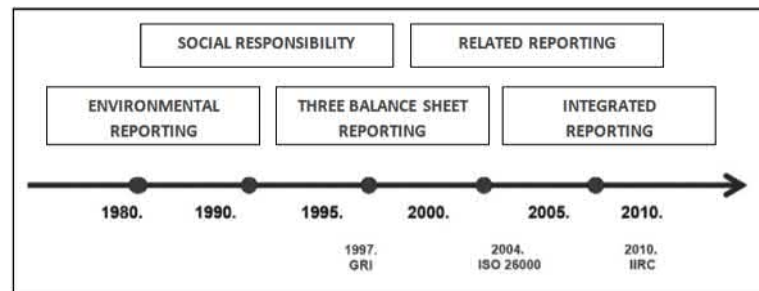 SOCIAL RESPONSIBILITY
RELATED REPORTING
ENVIRONMENTAL
REPORTING
THREE BALANCE SHEET
REPORTING
INTEGRATED
REPORTING
1980.
1990.
1995.
2000.
2005.
2010.
1997.
GRI
2004.
ISO 26000
2010.
IIRC